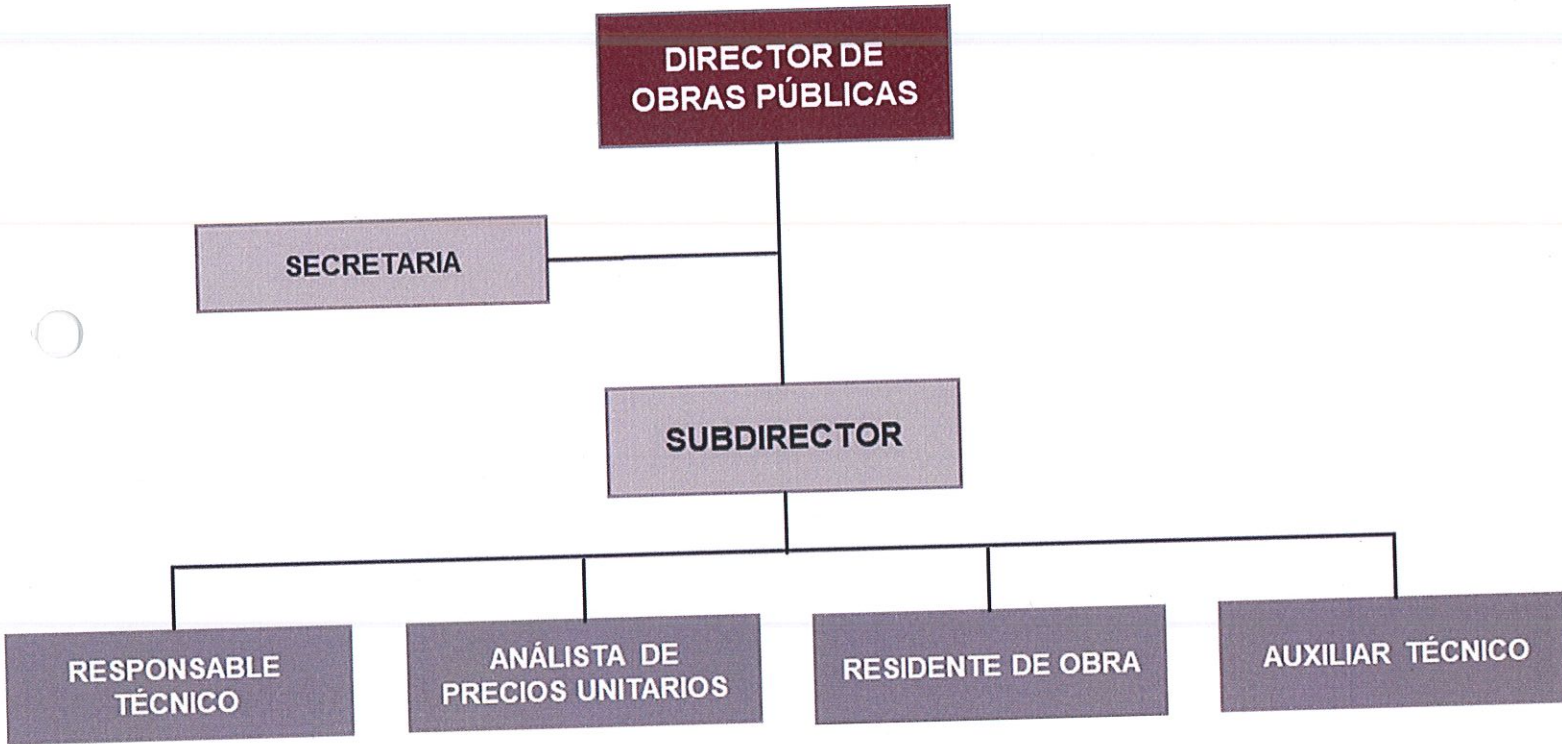 DIRECTOR DE
OBRAS PÚBLICAS
SECRETARIA
SUBDIRECTOR
RESPONSABLE
TÉCNICO
ANÁLISTA DE
PRECIOS UNITARIOS
RESIDENTE DE OBRA
AUXILIAR TÉCNICO